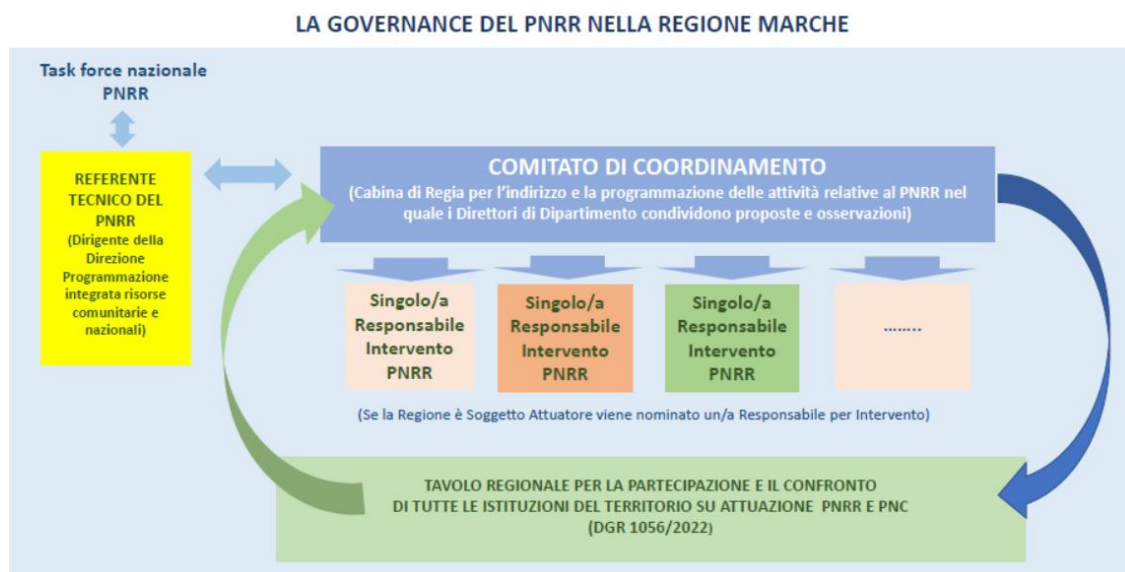 LA GOVERNANCE DEL PNRR NELLA REGIONE MARCHE
Task force nazionale
PNRR
REFERENTE
TECNICO DEL
PNRR
(Dirigente della
Direzione
Programmazione
integrata risorse
comunitarie e
nazionali)
COMITATO DI COORDINAMENTO
(Cabina di Regia per l'indirizzo e la programmazione delle attività relative al PNRR nel
quale i Direttori di Dipartimento condividono proposte e osservazioni)
Singolo/a
Responsabile
Intervento
PNRR
Singolo/a
Responsabile
Intervento
PNRR
Singolo/a
Responsabile
Intervento
PNRR
........
(Se la Regione è Soggetto Attuatore viene nominato un/a Responsabile per Intervento)
TAVOLO REGIONALE PER LA PARTECIPAZIONE E IL CONFRONTO
DI TUTTE LE ISTITUZIONI DEL TERRITORIO SU ATTUAZIONE PNRR E PNC
(DGR 1056/2022)